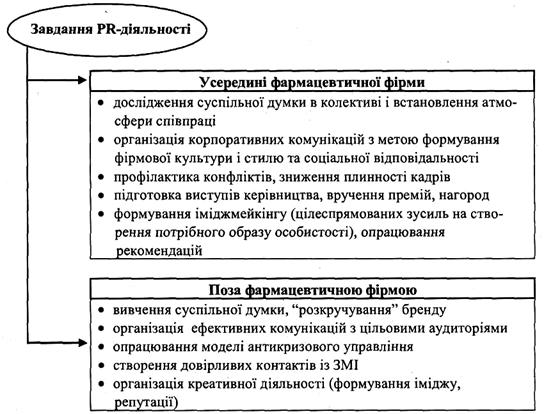 Завдання PR-діяльності
Усередині фармацевтичної фірми
• дослідження суспільної думки в колективі і встановлення атмо-
сфери співпраці
• організація корпоративних комунікацій з метою формування
фірмової культури і стилю та соціальної відповідальності
• профілактика конфліктів, зниження плинності кадрів
• підготовка виступів керівництва, вручення премій, нагород
• формування іміджмейкінгу (цілеспрямованих зусиль на ство-
рення потрібного образу особистості), опрацювання
рекомендацій
Поза фармацевтичною фірмою
• вивчення суспільної думки, “розкручування” бренду
• організація ефективних комунікацій з цільовими аудиторіями
• опрацювання моделі антикризового управління
• створення довірливих контактів із ЗМІ
• організація креативної діяльності (формування іміджу,
репутації)